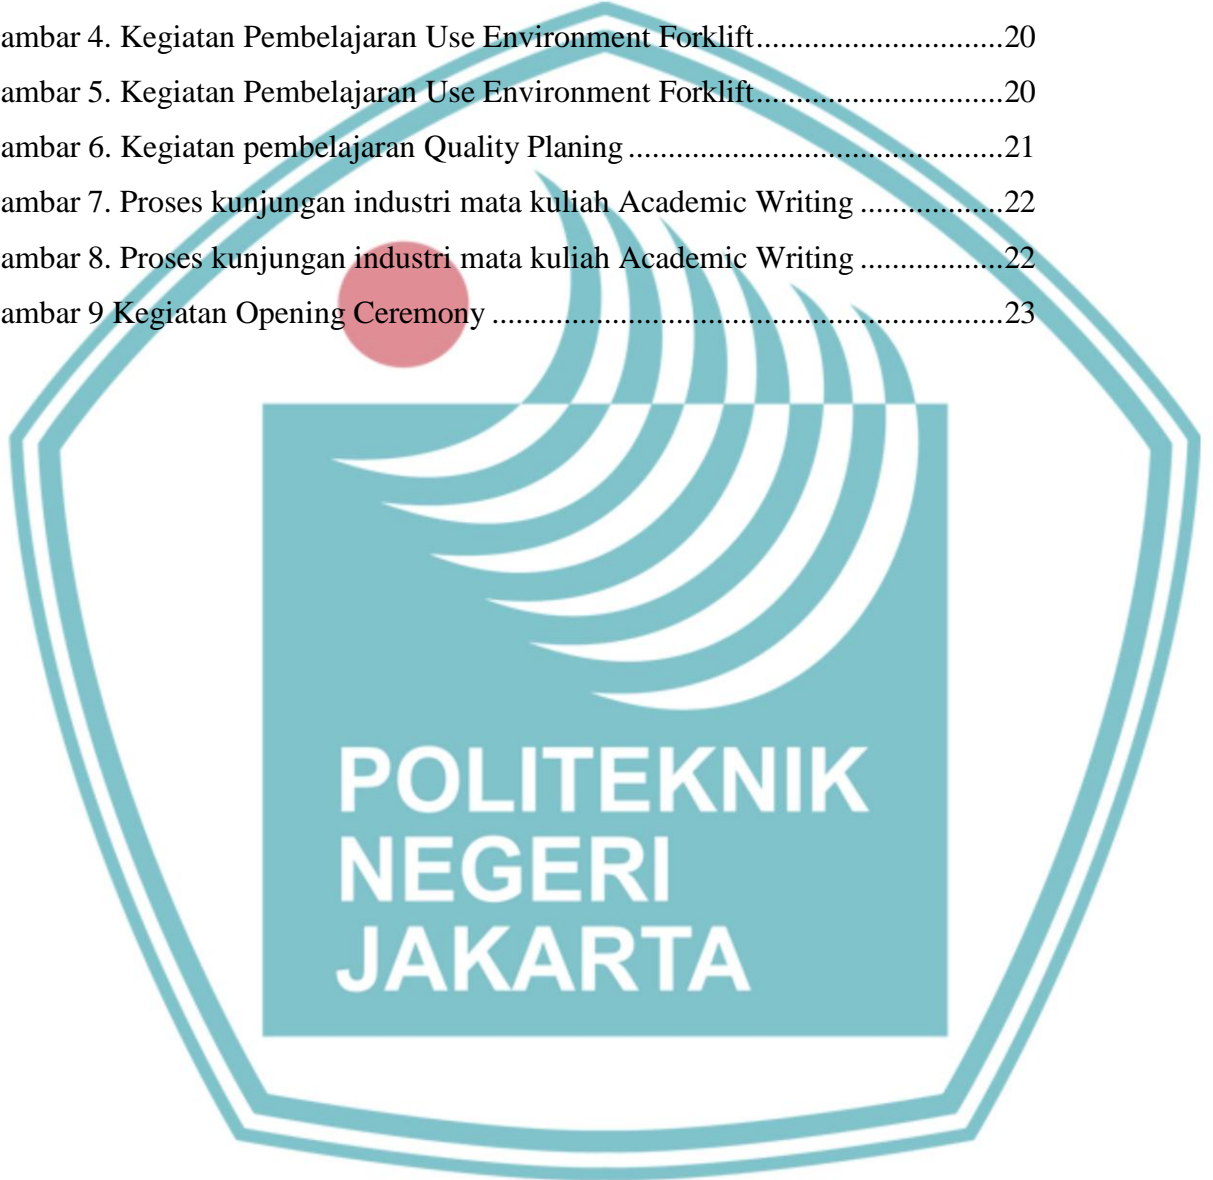 ambar 4. Kegiatan Pembelajaran Use Environment Forklift...............................20
ambar 5. Kegiatan Pembelajaran Use Environment Forklift...............................20
ambar 6. Kegiatan pembelajaran Quality Planing...............................................21
ambar 7. Proses kunjungan industri mata kuliah Academic Writing..................22
ambar 8. Proses kunjungan industri mata kuliah Academic Writing..................22
ambar 9 Kegiatan Opening Ceremony................................................................23
POLITEKNIK
NEGERI
JAKARTA